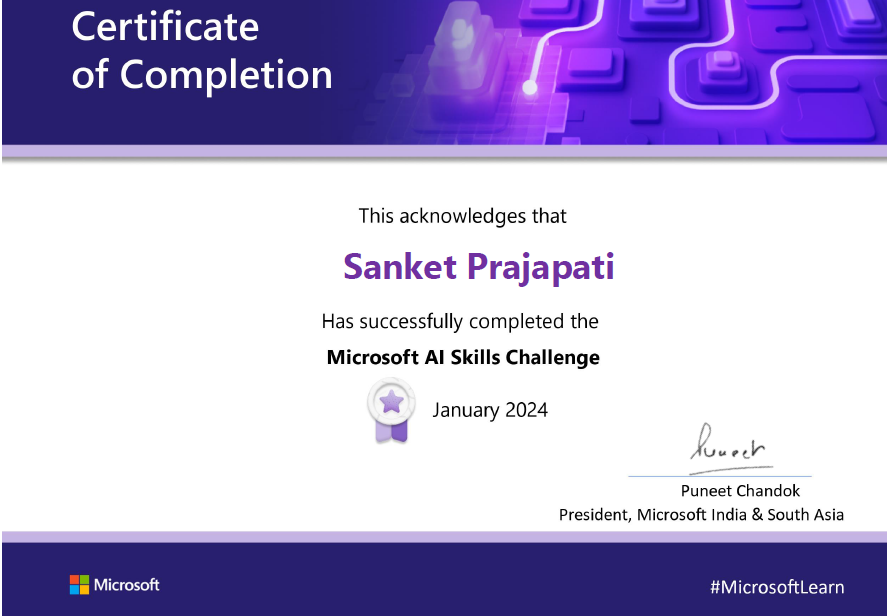 Certificate
of Completion
This acknowledges that
Sanket Prajapati
Has successfully completed the
Microsoft AI Skills Challenge
January 2024
Puneet
Puneet Chandok
President, Microsoft India & South Asia
Microsoft
#MicrosoftLearn